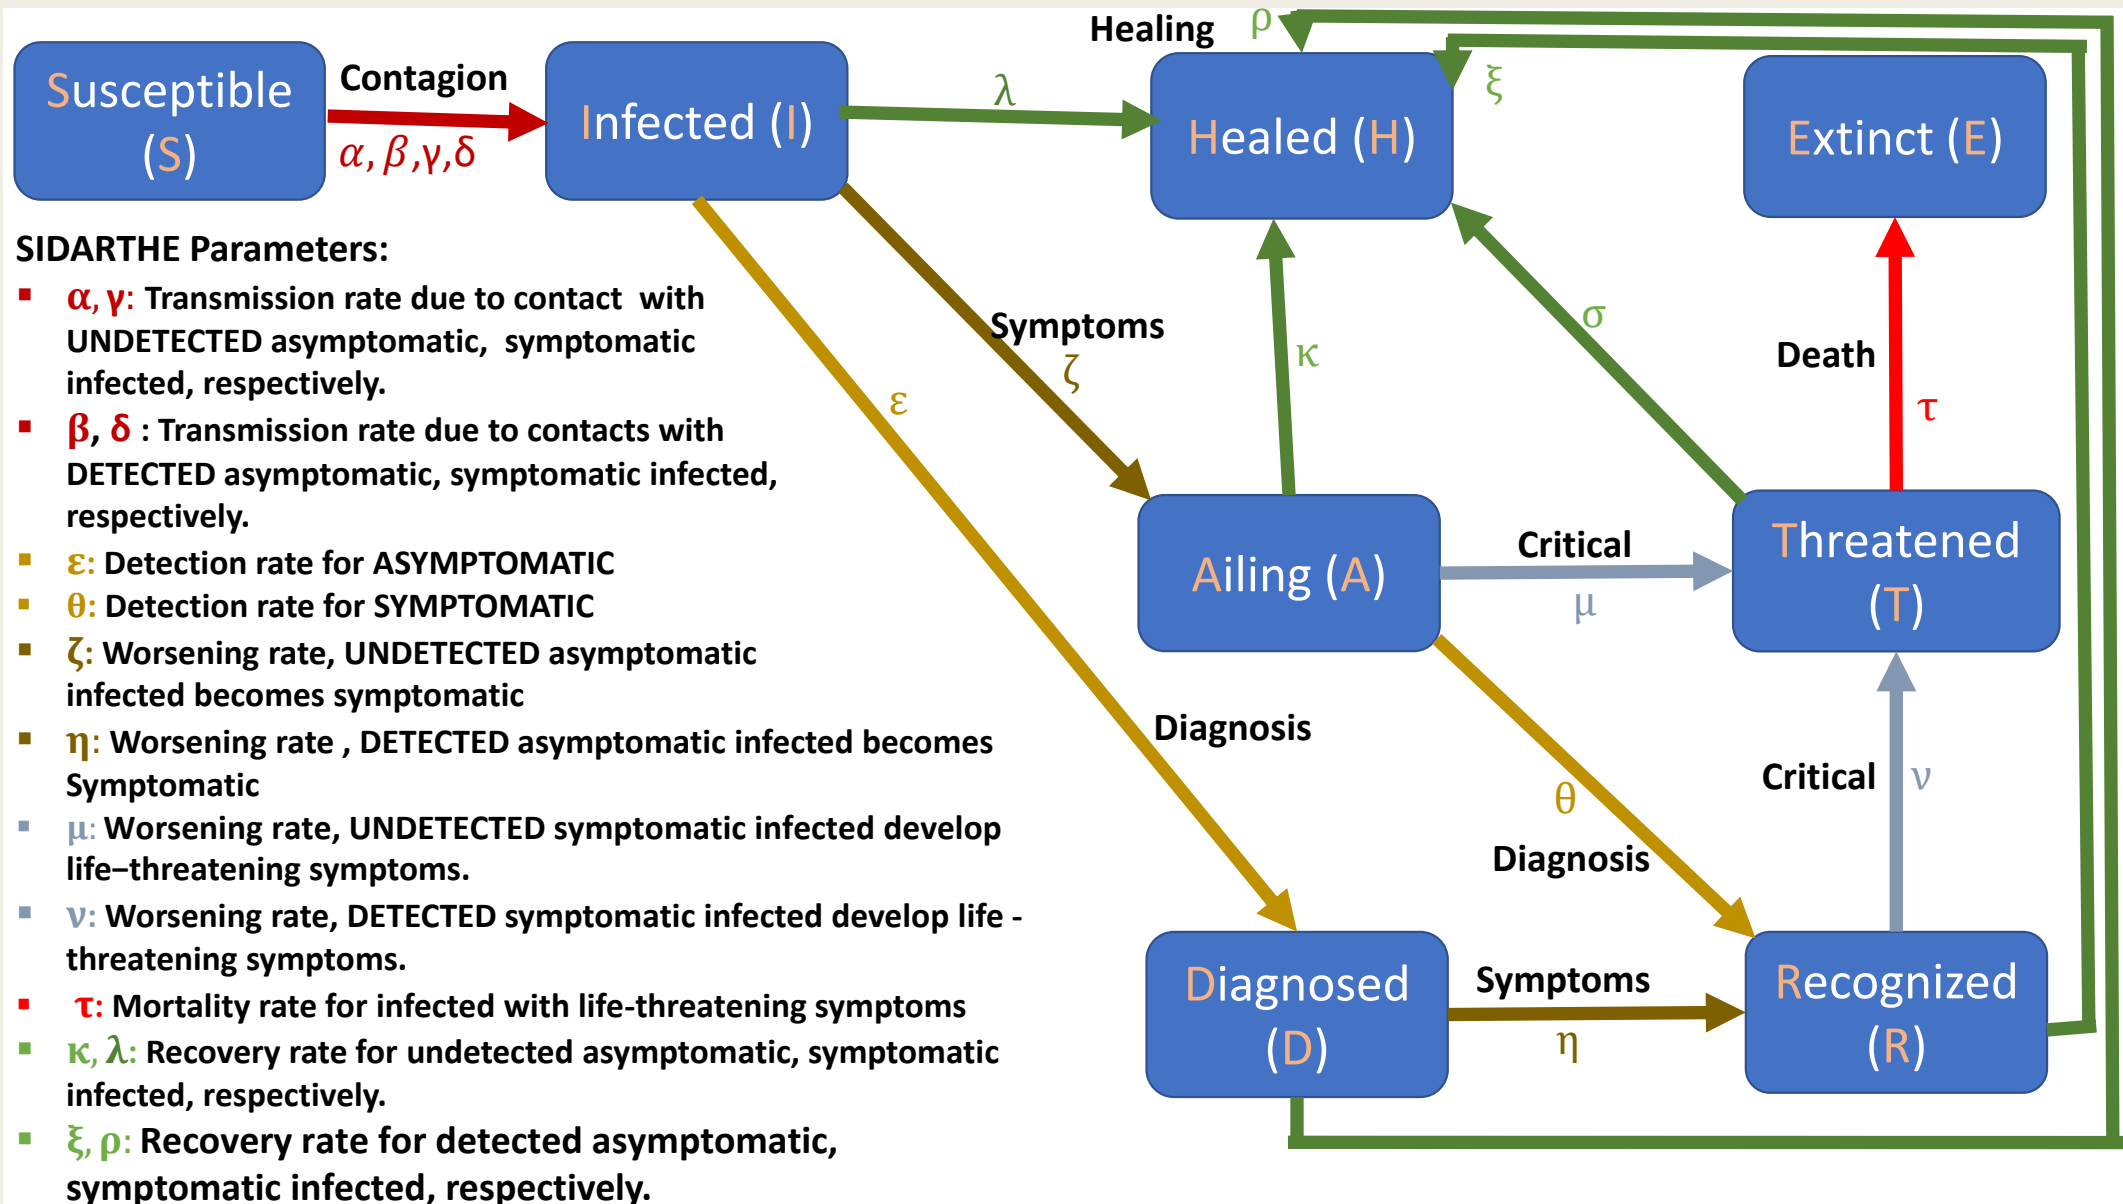 Susceptible
(S)
Contagion
α, β,γ,δ
Infected (I)
λ
Healing
ρ
ξ
Healed (H)
Extinct (E)
SIDARTHE Parameters:
▪ α, γ: Transmission rate due to contact with
UNDETECTED asymptomatic, symptomatic
infected, respectively.
▪ β, δ : Transmission rate due to contacts with
DETECTED asymptomatic, symptomatic infected,
respectively.
▪ ε: Detection rate for ASYMPTOMATIC
▪ θ: Detection rate for SYMPTOMATIC
▪ ζ: Worsening rate, UNDETECTED asymptomatic
infected becomes symptomatic
▪ η: Worsening rate , DETECTED asymptomatic infected becomes
Symptomatic
▪ μ: Worsening rate, UNDETECTED symptomatic infected develop
life–threatening symptoms.
▪ ν: Worsening rate, DETECTED symptomatic infected develop life -
threatening symptoms.
▪ τ: Mortality rate for infected with life-threatening symptoms
▪ κ, λ: Recovery rate for undetected asymptomatic, symptomatic
infected, respectively.
▪ ξ, ρ: Recovery rate for detected asymptomatic,
symptomatic infected, respectively.
Symptoms
ζ
ε
κ
σ
Death
τ
Ailing (A)
Critical
μ
Threatened
(T)
Diagnosis
θ
Diagnosis
Critical
ν
Diagnosed
(D)
Symptoms
η
Recognized
(R)